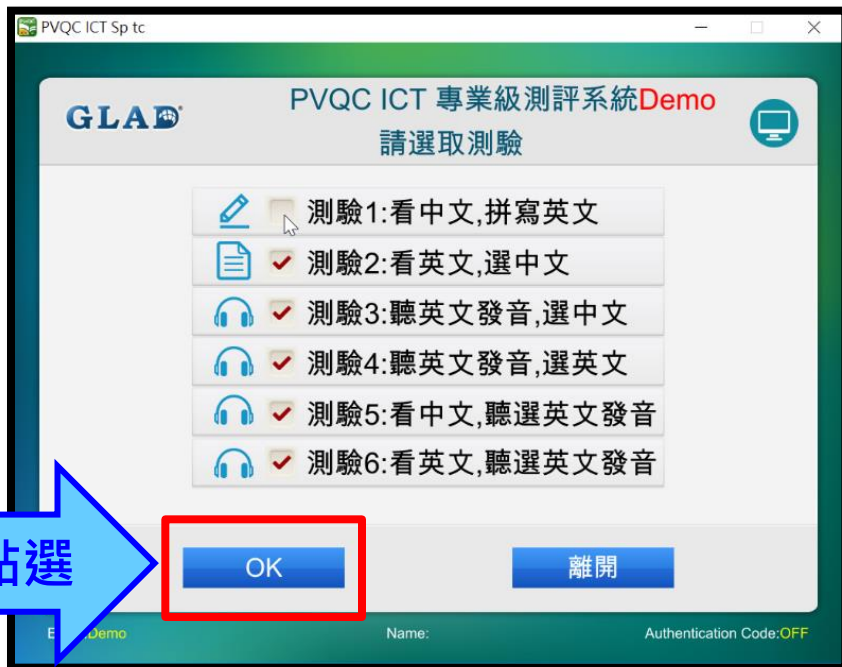 PVQC ICT Sp tc
GLAD
PVQC ICT 專業級測評系統Demo
請選取測驗
測驗1:看中文,拼寫英文
測驗2:看英文,選中文
測驗3:聽英文發音,選中文
測驗4:聽英文發音,選英文
測驗5:看中文,聽選英文發音
測驗6:看英文,聽選英文發音
點選
OK
離開
Demo
Name:
Authentication Code:OFF